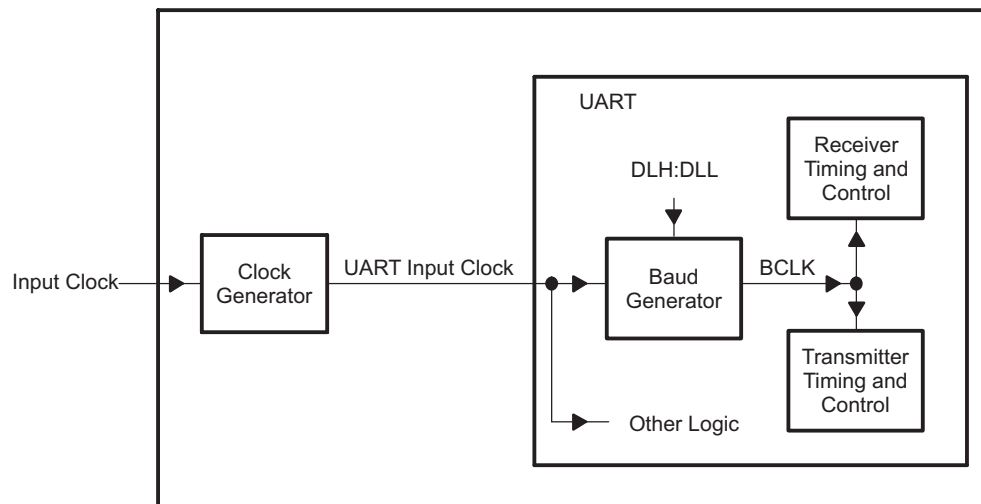 UART
Receiver
Timing and
Control
DLH:DLL
Input Clock
Clock
Generator
UART Input Clock
Baud
Generator
BCLK
Transmitter
Timing and
Control
Other Logic